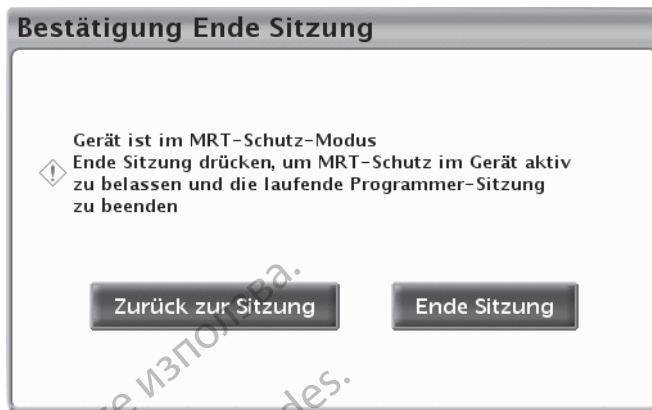 Bestätigung Ende Sitzung
Gerät ist im MRT-Schutz-Modus
Ende Sitzung drücken, um MRT-Schutz im Gerät aktiv
zu belassen und die laufende Programmer-Sitzung
zu beenden
Zurück zur Sitzung
Ende Sitzung